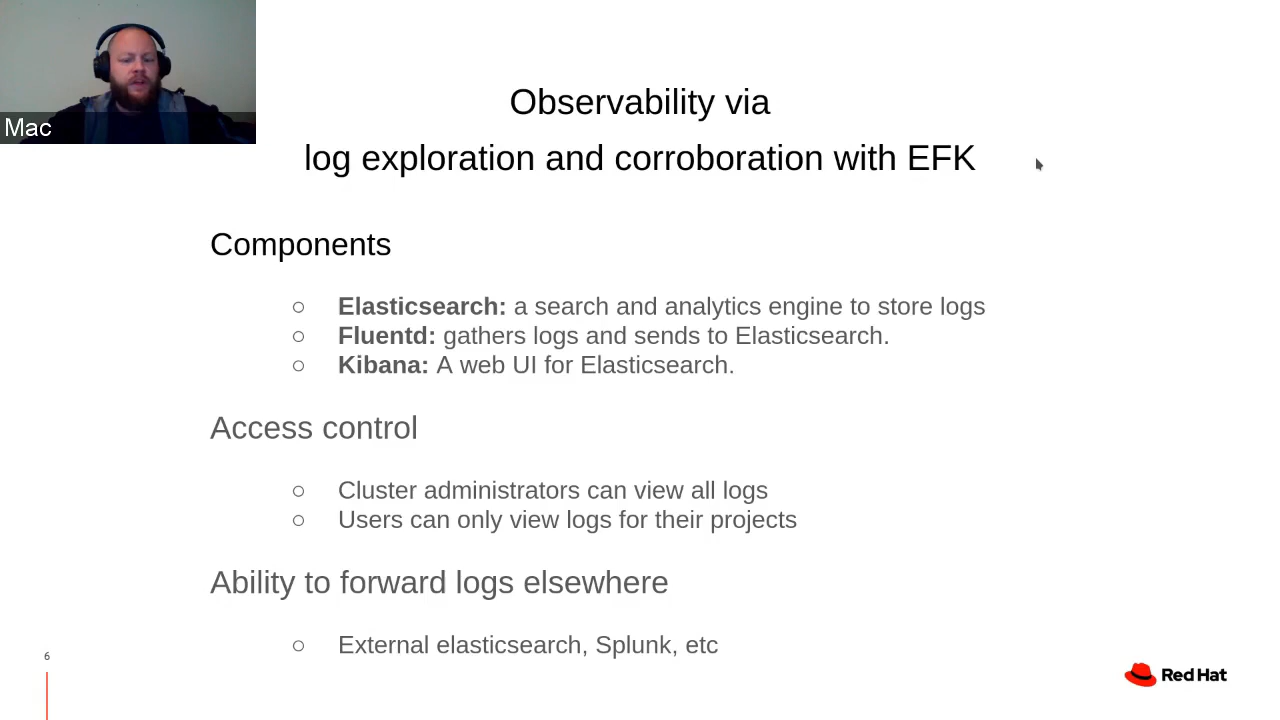 Mac
Observability via
log exploration and corroboration with EFK
Components
○ Elasticsearch: a search and analytics engine to store logs
○ Fluentd: gathers logs and sends to Elasticsearch.
○ Kibana: A web UI for Elasticsearch.
Access control
○ Cluster administrators can view all logs
○ Users can only view logs for their projects
Ability to forward logs elsewhere
○ External elasticsearch, Splunk, etc
6
Red Hat